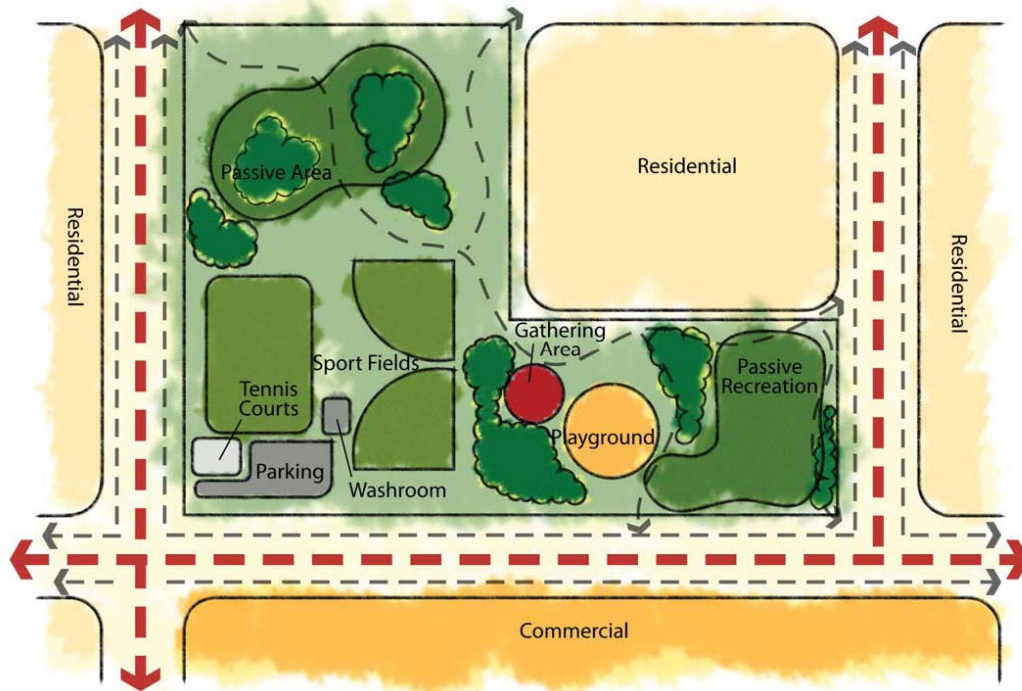 Passive Area
Residential
Residential
Residential
Gathering
Area
Sport Fields
Passive
Recreation
Tennis
Courts
Playground
Parking
Washroom
Commercial